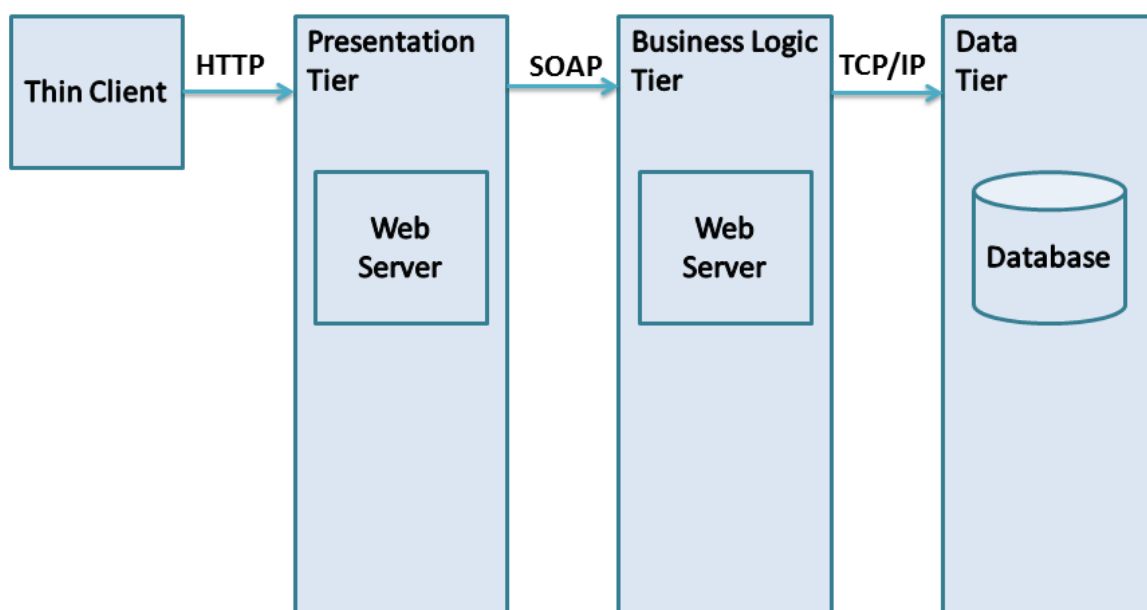 Thin Client
HTTP
Presentation
Tier
SOAP
Business Logic
Tier
TCP/IP
Data
Tier
Web
Server
Web
Server
Database